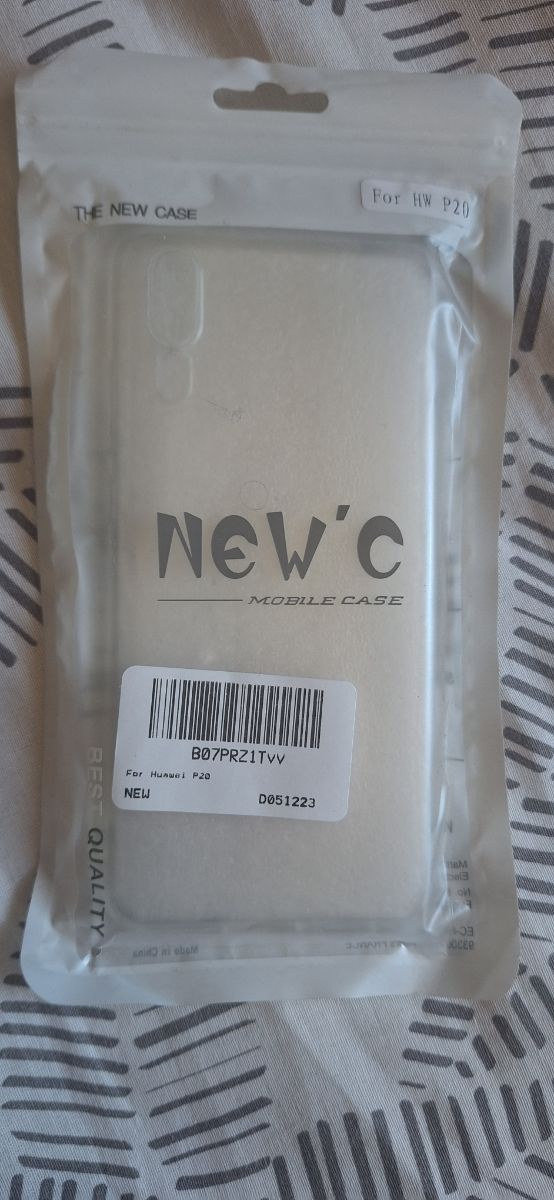 THE NEW CASE
For HW P20
NEW'C
MOBILE CASE
B07PRZ1TVV
For Huawei P20
NEW D051223
BEST QUALITY
Made in China
FRANCE